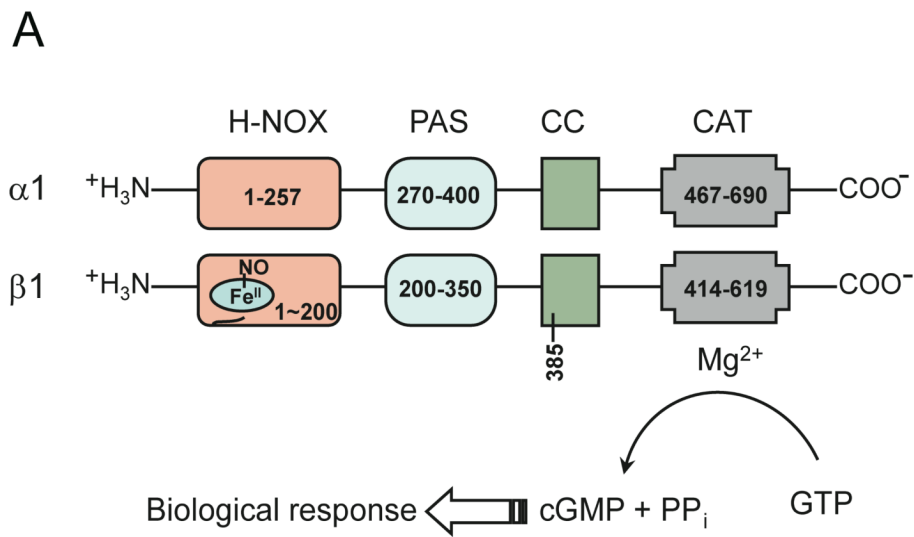 A
H-NOX PAS CC CAT
α1 ⁺H₃N 1-257 270-400 467-690 COO⁻
β1 ⁺H₃N NO Feᴵᴵ 1~200 200-350 414-619 COO⁻
385
Mg²⁺
Biological response cGMP + PPᵢ GTP